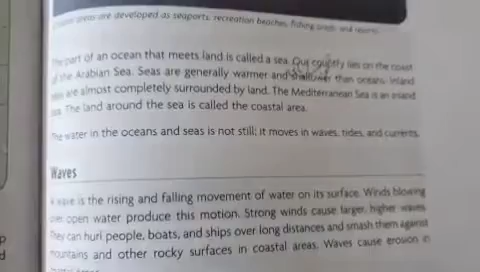 areas are developed as seaports, recreation beaches, fishing and resorts.
The part of an ocean that meets land is called a sea. Our country lies on the coast
of the Arabian Sea. Seas are generally warmer and shallower than oceans. Inland
seas are almost completely surrounded by land. The Mediterranean Sea is an inland
sea. The land around the sea is called the coastal area.
The water in the oceans and seas is not still; it moves in waves, tides, and currents.
Waves
A wave is the rising and falling movement of water on its surface. Winds blowing
over open water produce this motion. Strong winds cause larger, higher waves.
They can hurl people, boats, and ships over long distances and smash them against
mountains and other rocky surfaces in coastal areas. Waves cause erosion in